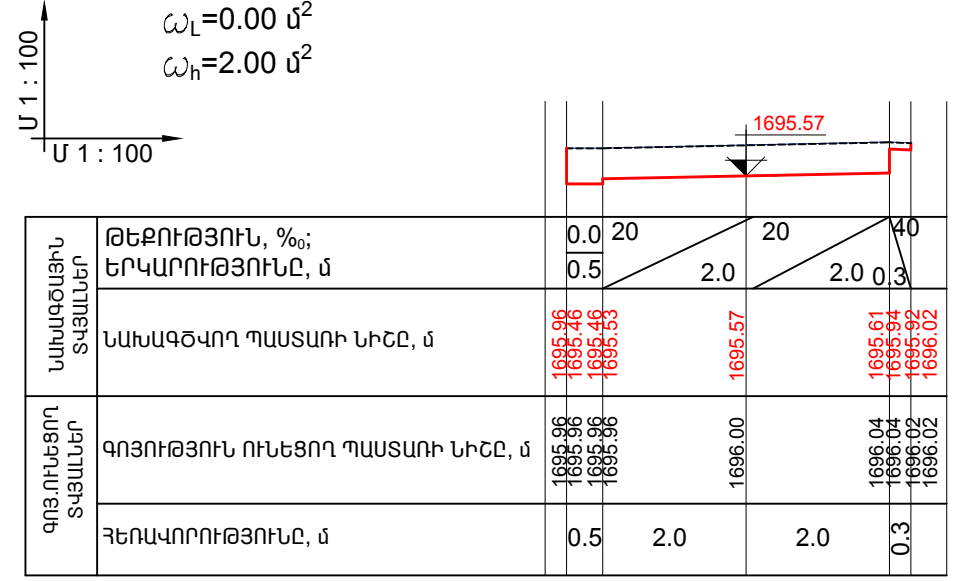 ωL=0.00 մ²
ωh=2.00 մ²
Մ 1 : 100
Մ 1 : 100
1695.57
ՆԱԽԱԳԾԱՅԻՆ
ՏՎՅԱԼՆԵՐ
ԹԵՔՈՒԹՅՈՒՆ, %₀;
ԵՐԿԱՐՈՒԹՅՈՒՆԸ, մ
0.0 20 20 40
0.5 2.0 2.0 0.3
ՆԱԽԱԳԾՎՈՂ ՊԱՍՏԱՌԻ ՆԻՇԸ, մ
1695.96 1695.46 1695.46 1695.53 1695.57 1695.61 1695.94 1695.92 1696.02
ԳՈՅ.ՈՒՆԵՑՈՂ
ՏՎՅԱԼՆԵՐ
ԳՈՅՈՒԹՅՈՒՆ ՈՒՆԵՑՈՂ ՊԱՍՏԱՌԻ ՆԻՇԸ, մ
1695.96 1695.96 1695.96 1695.96 1696.00 1696.04 1696.04 1696.02 1696.02
ՀԵՌԱՎՈՐՈՒԹՅՈՒՆԸ, մ
0.5 2.0 2.0 0.3